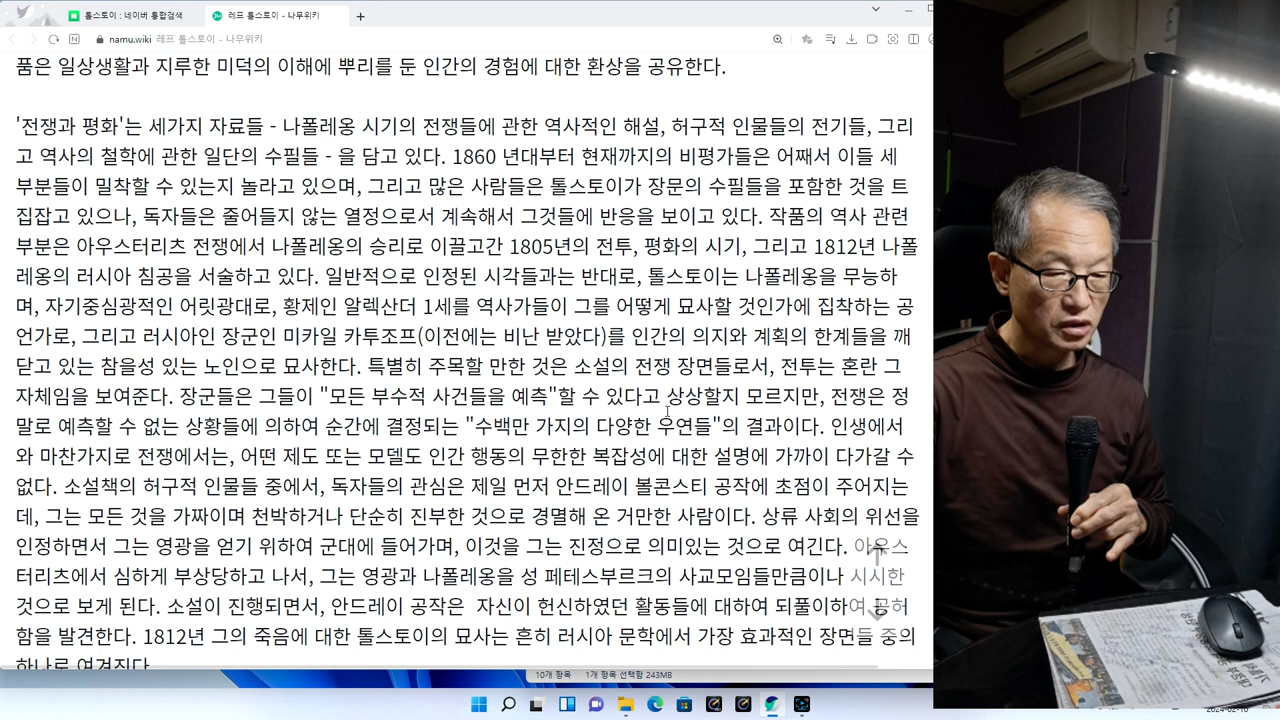 톨스토이 : 네이버 통합검색
레프 톨스토이 - 나무위키
namu.wiki 레프 톨스토이 - 나무위키
품은 일상생활과 지루한 미덕의 이해에 뿌리를 둔 인간의 경험에 대한 환상을 공유한다.
'전쟁과 평화'는 세가지 자료들 - 나폴레옹 시기의 전쟁들에 관한 역사적인 해설, 허구적 인물들의 전기들, 그리
고 역사의 철학에 관한 일단의 수필들 - 을 담고 있다. 1860 년대부터 현재까지의 비평가들은 어째서 이들 세
부분들이 밀착할 수 있는지 놀라고 있으며, 그리고 많은 사람들은 톨스토이가 장문의 수필들을 포함한 것을 트
집잡고 있으나, 독자들은 줄어들지 않는 열정으로서 계속해서 그것들에 반응을 보이고 있다. 작품의 역사 관련
부분은 아우스터리츠 전쟁에서 나폴레옹의 승리로 이끌고간 1805년의 전투, 평화의 시기, 그리고 1812년 나폴
레옹의 러시아 침공을 서술하고 있다. 일반적으로 인정된 시각들과는 반대로, 톨스토이는 나폴레옹을 무능하
며, 자기중심광적인 어릿광대로, 황제인 알렉산더 1세를 역사가들이 그를 어떻게 묘사할 것인가에 집착하는 공
언가로, 그리고 러시아인 장군인 미카일 카투조프(이전에는 비난 받았다)를 인간의 의지와 계획의 한계들을 깨
닫고 있는 참을성 있는 노인으로 묘사한다. 특별히 주목할 만한 것은 소설의 전쟁 장면들로서, 전투는 혼란 그
자체임을 보여준다. 장군들은 그들이 "모든 부수적 사건들을 예측"할 수 있다고 상상할지 모르지만, 전쟁은 정
말로 예측할 수 없는 상황들에 의하여 순간에 결정되는 "수백만 가지의 다양한 우연들"의 결과이다. 인생에서
와 마찬가지로 전쟁에서는, 어떤 제도 또는 모델도 인간 행동의 무한한 복잡성에 대한 설명에 가까이 다가갈 수
없다. 소설책의 허구적 인물들 중에서, 독자들의 관심은 제일 먼저 안드레이 볼콘스티 공작에 초점이 주어지는
데, 그는 모든 것을 가짜이며 천박하거나 단순히 진부한 것으로 경멸해 온 거만한 사람이다. 상류 사회의 위선을
인정하면서 그는 영광을 얻기 위하여 군대에 들어가며, 이것을 그는 진정으로 의미있는 것으로 여긴다. 아우스
터리츠에서 심하게 부상당하고 나서, 그는 영광과 나폴레옹을 성 페테스부르크의 사교모임들만큼이나 시시한
것으로 보게 된다. 소설이 진행되면서, 안드레이 공작은 자신이 헌신하였던 활동들에 대하여 되풀이하여 공허
함을 발견한다. 1812년 그의 죽음에 대한 톨스토이의 묘사는 흔히 러시아 문학에서 가장 효과적인 장면들 중의
하나로 여겨진다
10개 항목 1개 항목 선택함 243MB